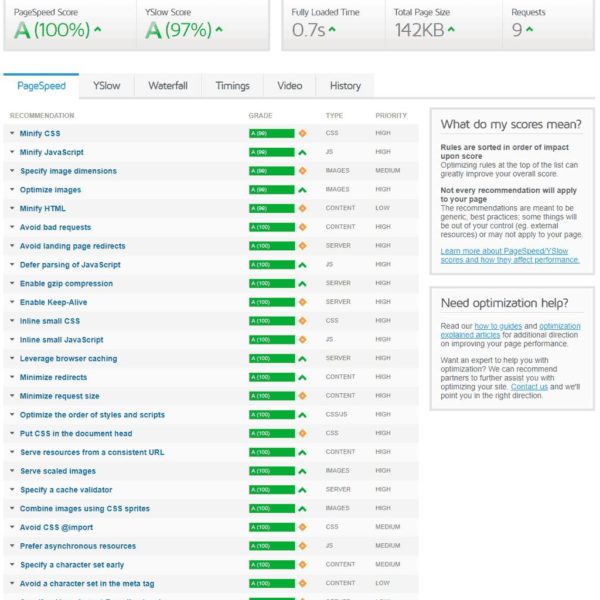 PageSpeed Score
YSlow Score
Fully Loaded Time
Total Page Size
Requests
A (100%)
A (97%)
0.7s
142KB
9
PageSpeed
YSlow
Waterfall
Timings
Video
History
RECOMMENDATION GRADE TYPE PRIORITY
Minify CSS A (99) CSS HIGH
Minify JavaScript A (99) JS HIGH
Specify image dimensions A (99) IMAGES MEDIUM
Optimize images A (99) IMAGES HIGH
Minify HTML A (99) CONTENT LOW
Avoid bad requests A (100) CONTENT HIGH
Avoid landing page redirects A (100) SERVER HIGH
Defer parsing of JavaScript A (100) JS HIGH
Enable gzip compression A (100) SERVER HIGH
Enable Keep-Alive A (100) SERVER HIGH
Inline small CSS A (100) CSS HIGH
Inline small JavaScript A (100) JS HIGH
Leverage browser caching A (100) SERVER HIGH
Minimize redirects A (100) CONTENT HIGH
Minimize request size A (100) CONTENT HIGH
Optimize the order of styles and scripts A (100) CSS/JS HIGH
Put CSS in the document head A (100) CSS HIGH
Serve resources from a consistent URL A (100) CONTENT HIGH
Serve scaled images A (100) IMAGES HIGH
Specify a cache validator A (100) SERVER HIGH
Combine images using CSS sprites A (100) IMAGES HIGH
Avoid CSS @import A (100) CSS MEDIUM
Prefer asynchronous resources A (100) JS MEDIUM
Specify a character set early A (100) CONTENT MEDIUM
Avoid a character set in the meta tag A (100) CONTENT LOW
What do my scores mean?
Rules are sorted in order of impact
upon score
Optimizing rules at the top of the list can
greatly improve your overall score.
Not every recommendation will apply
to your page
The recommendations are meant to be
generic, best practices; some things will
be out of your control (eg. external
resources) or may not apply to your page.
Learn more about PageSpeed/YSlow
scores and how they affect performance.
Need optimization help?
Read our how to guides and optimization
explained articles for additional direction
on improving your page performance.
Want an expert to help you with
optimization? We can recommend
partners to further assist you with
optimizing your site. Contact us and we'll
point you in the right direction.